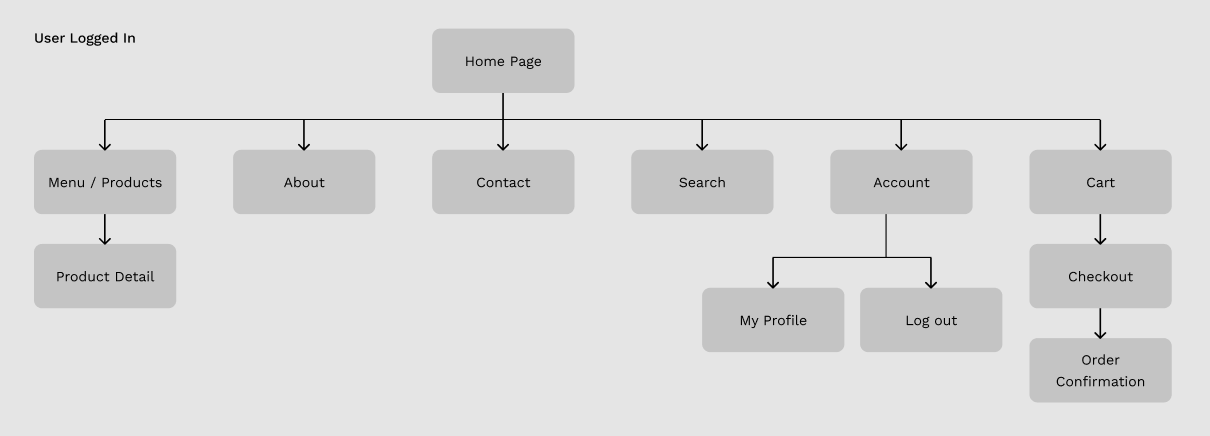 User Logged In
Home Page
Menu / Products
About
Contact
Search
Account
Cart
Product Detail
Checkout
My Profile
Log out
Order
Confirmation